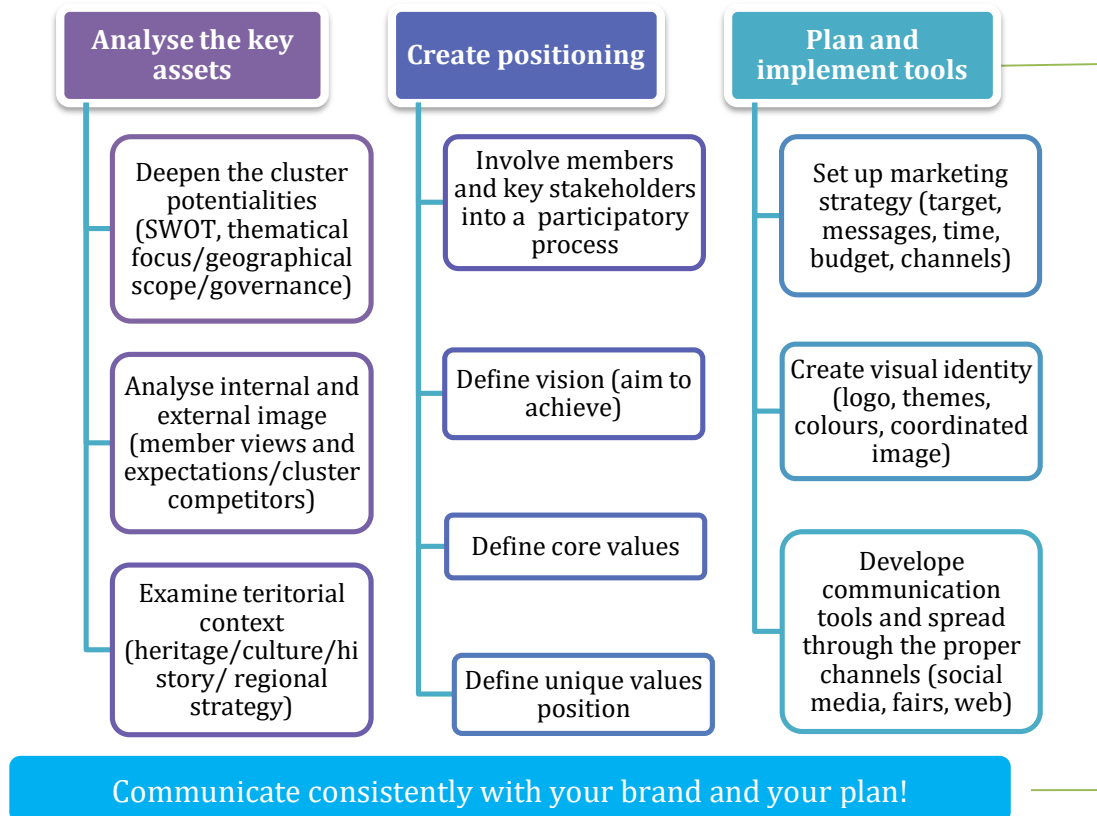 Analyse the key
assets
Deepen the cluster
potentialities
(SWOT, thematical
focus/geographical
scope/governance)
Analyse internal and
external image
(member views and
expectations/cluster
competitors)
Examine teritorial
context
(heritage/culture/hi
story/ regional
strategy)
Create positioning
Involve members
and key stakeholders
into a participatory
process
Define vision (aim to
achieve)
Define core values
Define unique values
position
Plan and
implement tools
Set up marketing
strategy (target,
messages, time,
budget, channels)
Create visual identity
(logo, themes,
colours, coordinated
image)
Develope
communication
tools and spread
through the proper
channels (social
media, fairs, web)
Communicate consistently with your brand and your plan!